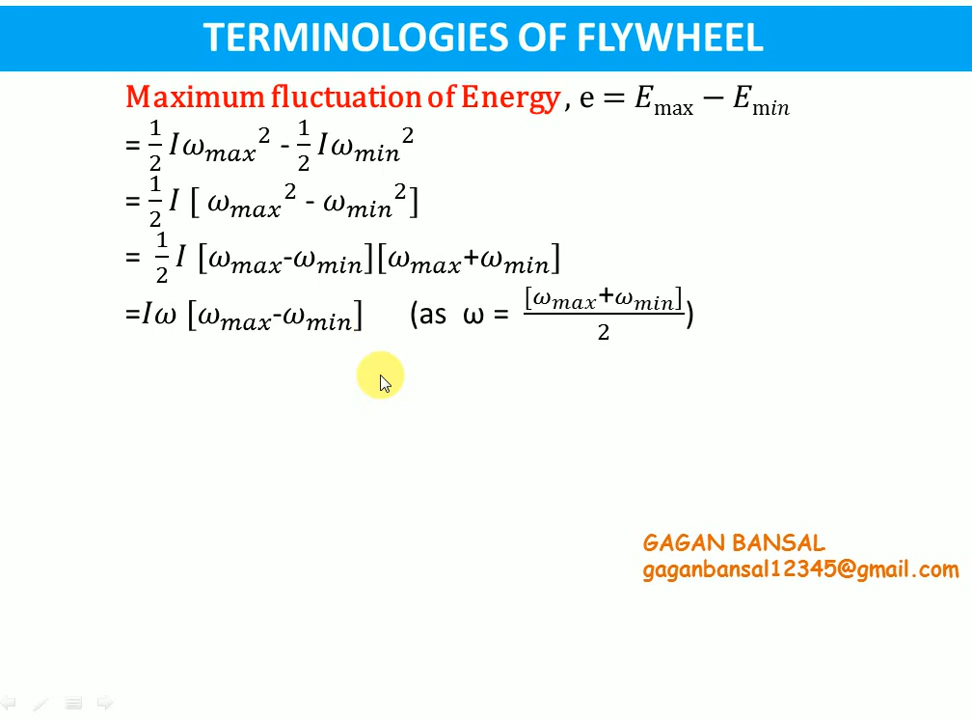 TERMINOLOGIES OF FLYWHEEL
Maximum fluctuation of Energy, e = E_max − E_min
= 1/2 Iω_max² - 1/2 Iω_min²
= 1/2 I [ ω_max² - ω_min²]
= 1/2 I [ω_max-ω_min][ω_max+ω_min]
=Iω [ω_max-ω_min] (as ω = [ω_max+ω_min]/2)
GAGAN BANSAL
gaganbansal12345@gmail.com